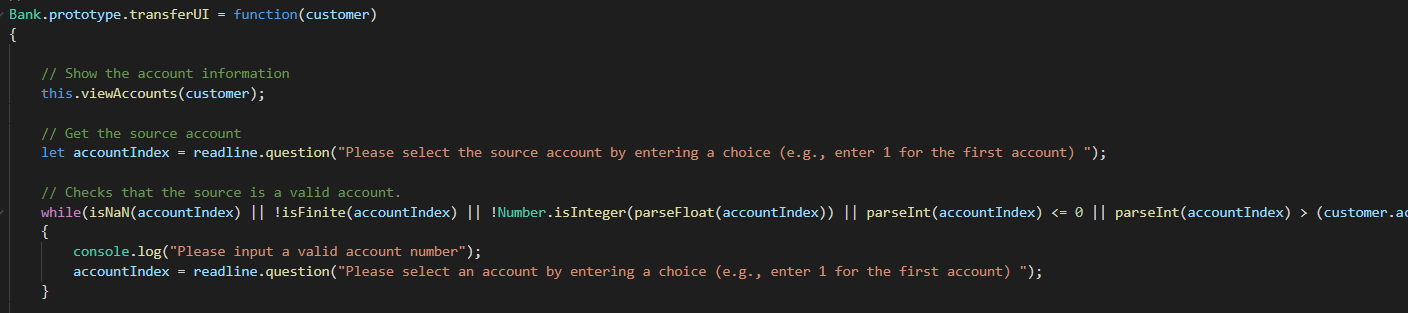 Bank.prototype.transferUI = function(customer)
{
// Show the account information
this.viewAccounts(customer);
// Get the source account
let accountIndex = readline.question("Please select the source account by entering a choice (e.g., enter 1 for the first account) ");
// Checks that the source is a valid account.
while(isNaN(accountIndex) || !isFinite(accountIndex) || !Number.isInteger(parseFloat(accountIndex)) || parseInt(accountIndex) <= 0 || parseInt(accountIndex) > (customer.ac
{
console.log("Please input a valid account number");
accountIndex = readline.question("Please select an account by entering a choice (e.g., enter 1 for the first account) ");
}